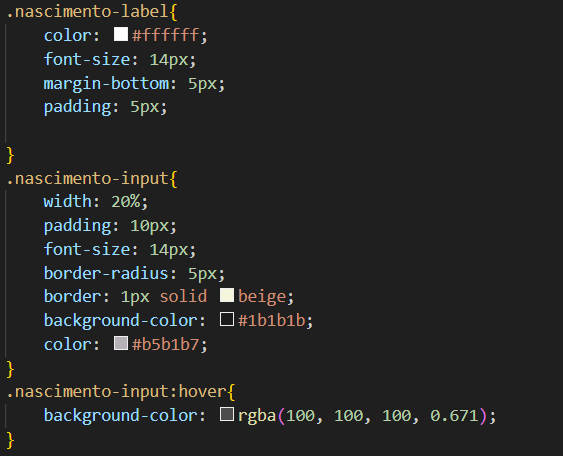 .nascimento-label{
    color: #ffffff;
    font-size: 14px;
    margin-bottom: 5px;
    padding: 5px;

}
.nascimento-input{
    width: 20%;
    padding: 10px;
    font-size: 14px;
    border-radius: 5px;
    border: 1px solid beige;
    background-color: #1b1b1b;
    color: #b5b1b7;
}
.nascimento-input:hover{
    background-color: rgba(100, 100, 100, 0.671);
}